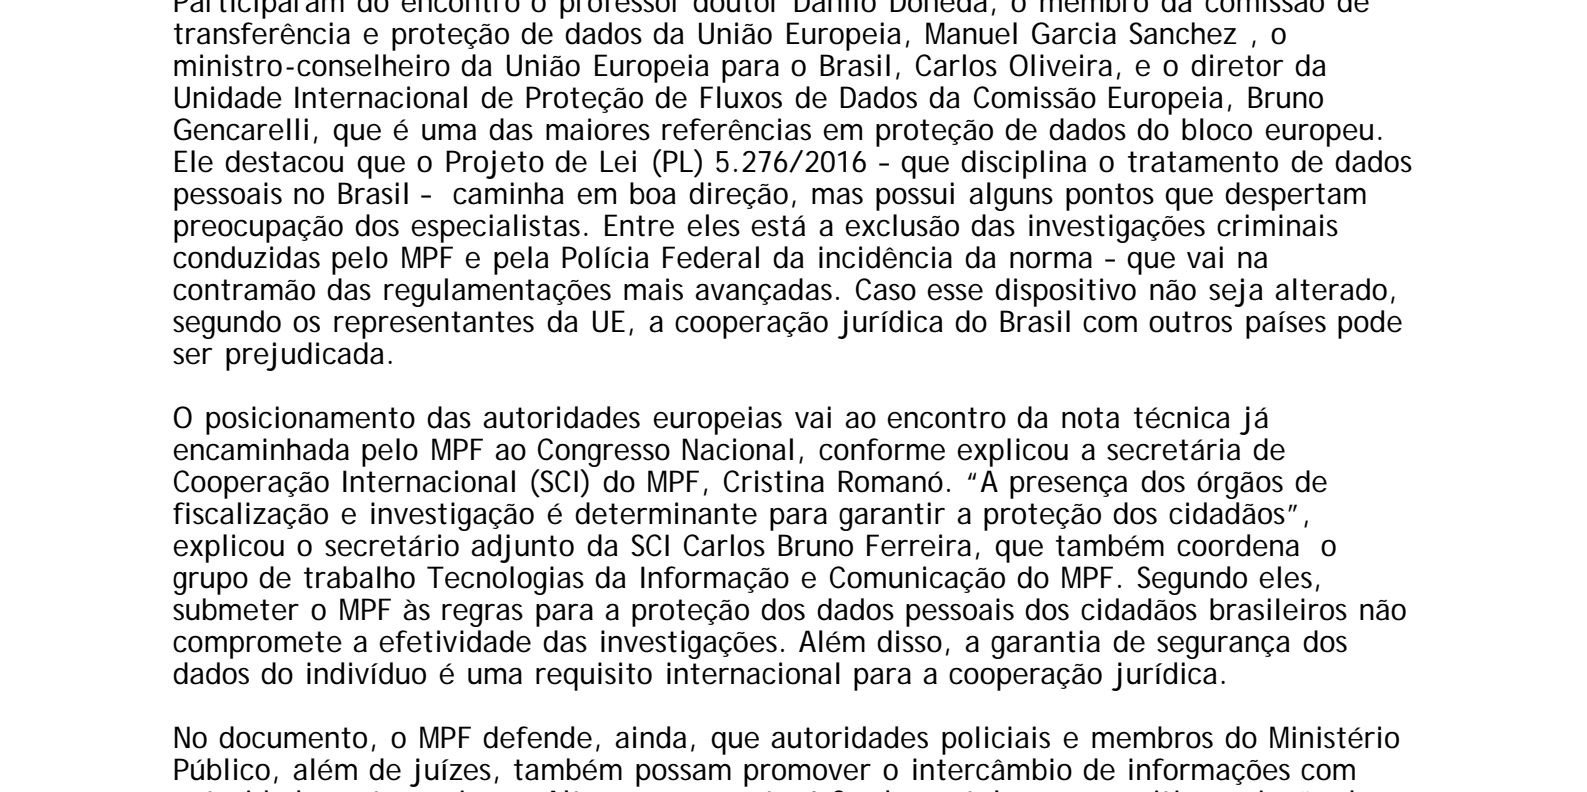 Participaram do encontro o professor doutor Danilo Doneda, o membro da comissão de
transferência e proteção de dados da União Europeia, Manuel Garcia Sanchez , o
ministro-conselheiro da União Europeia para o Brasil, Carlos Oliveira, e o diretor da
Unidade Internacional de Proteção de Fluxos de Dados da Comissão Europeia, Bruno
Gencarelli, que é uma das maiores referências em proteção de dados do bloco europeu.
Ele destacou que o Projeto de Lei (PL) 5.276/2016 – que disciplina o tratamento de dados
pessoais no Brasil –  caminha em boa direção, mas possui alguns pontos que despertam
preocupação dos especialistas. Entre eles está a exclusão das investigações criminais
conduzidas pelo MPF e pela Polícia Federal da incidência da norma – que vai na
contramão das regulamentações mais avançadas. Caso esse dispositivo não seja alterado,
segundo os representantes da UE, a cooperação jurídica do Brasil com outros países pode
ser prejudicada.
O posicionamento das autoridades europeias vai ao encontro da nota técnica já
encaminhada pelo MPF ao Congresso Nacional, conforme explicou a secretária de
Cooperação Internacional (SCI) do MPF, Cristina Romanó. “A presença dos órgãos de
fiscalização e investigação é determinante para garantir a proteção dos cidadãos”,
explicou o secretário adjunto da SCI Carlos Bruno Ferreira, que também coordena  o
grupo de trabalho Tecnologias da Informação e Comunicação do MPF. Segundo eles,
submeter o MPF às regras para a proteção dos dados pessoais dos cidadãos brasileiros não
compromete a efetividade das investigações. Além disso, a garantia de segurança dos
dados do indivíduo é uma requisito internacional para a cooperação jurídica.
No documento, o MPF defende, ainda, que autoridades policiais e membros do Ministério
Público, além de juízes, também possam promover o intercâmbio de informações com